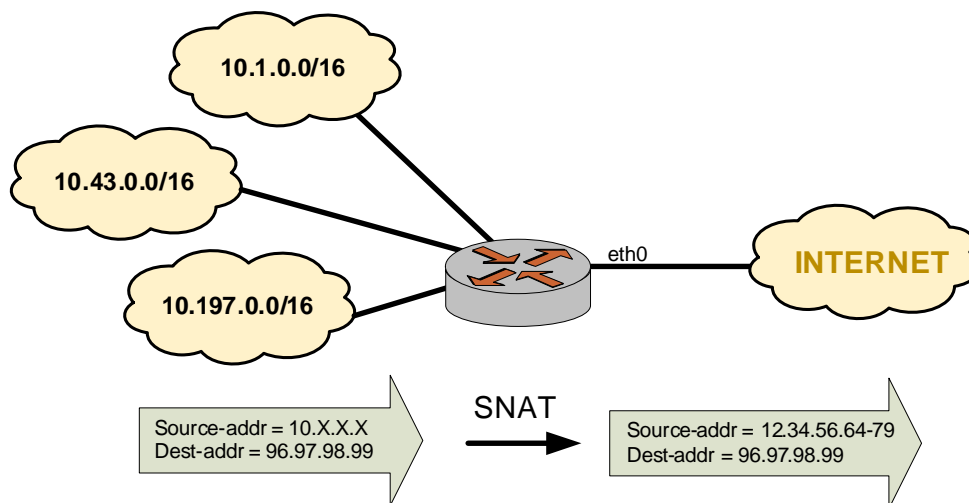 10.1.0.0/16
10.43.0.0/16
10.197.0.0/16
eth0
INTERNET
Source-addr = 10.X.X.X
Dest-addr = 96.97.98.99
SNAT
Source-addr = 12.34.56.64-79
Dest-addr = 96.97.98.99